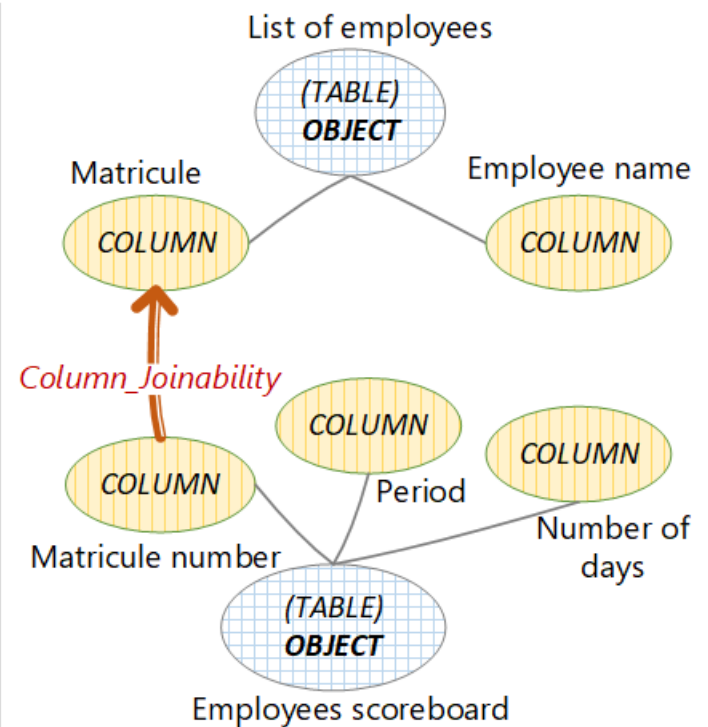 List of employees
(TABLE)
OBJECT
Matricule
Employee name
COLUMN
COLUMN
Column_Joinability
COLUMN
COLUMN
COLUMN
Period
Matricule number
Number of
days
(TABLE)
OBJECT
Employees scoreboard